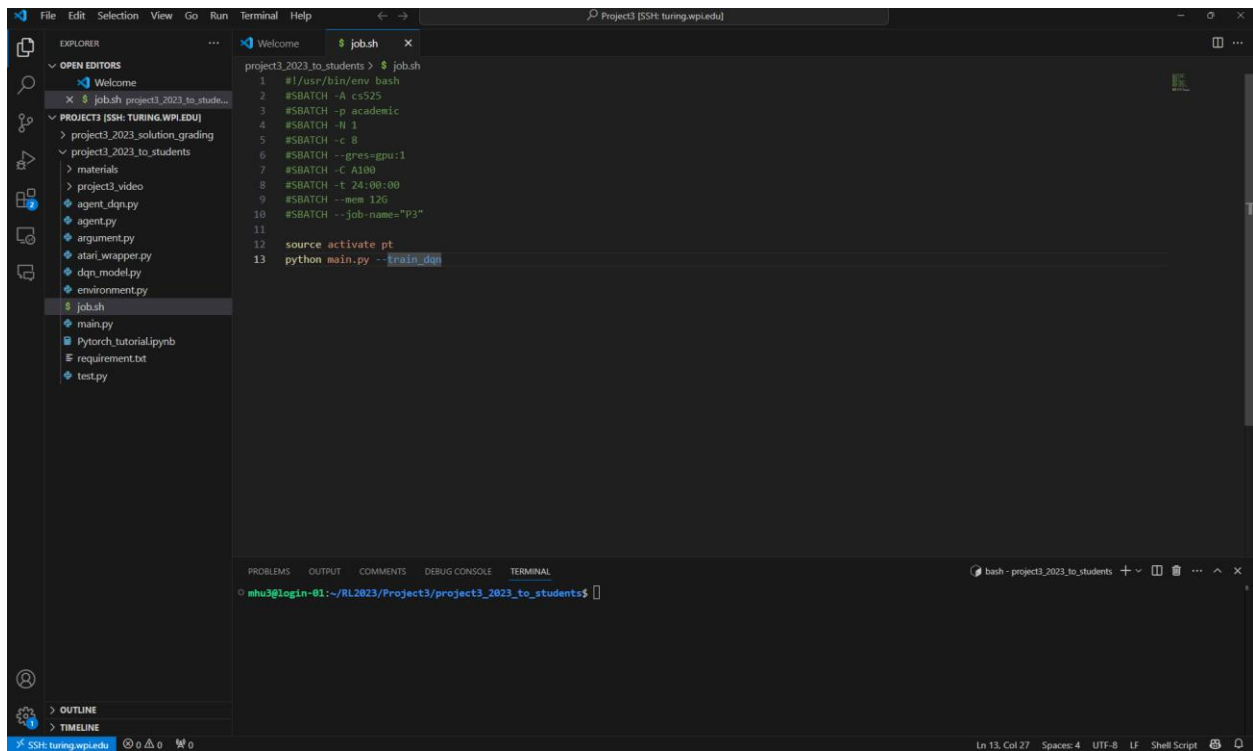 File Edit Selection View Go Run Terminal Help
Project3 [SSH: turing.wpi.edu]
EXPLORER
Welcome
$ job.sh
OPEN EDITORS
Welcome
$ job.sh project3_2023_to_stude...
PROJECT3 [SSH: TURING.WPI.EDU]
project3_2023_solution_grading
project3_2023_to_students
materials
project3_video
agent_dqn.py
agent.py
argument.py
atari_wrapper.py
dqn_model.py
environment.py
$ job.sh
main.py
Pytorch_tutorial.ipynb
requirement.txt
test.py
OUTLINE
TIMELINE
project3_2023_to_students > $ job.sh
1 #!/usr/bin/env bash
2 #SBATCH -A cs525
3 #SBATCH -p academic
4 #SBATCH -N 1
5 #SBATCH -c 8
6 #SBATCH --gres=gpu:1
7 #SBATCH -C A100
8 #SBATCH -t 24:00:00
9 #SBATCH --mem 12G
10 #SBATCH --job-name="P3"
11
12 source activate pt
13 python main.py --train_dqn
PROBLEMS OUTPUT COMMENTS DEBUG CONSOLE TERMINAL
bash - project3_2023_to_students
mhu3@login-01:~/RL2023/Project3/project3_2023_to_students$
2
1
SSH: turing.wpi.edu 0 0 0
Ln 13, Col 27 Spaces: 4 UTF-8 LF Shell Script